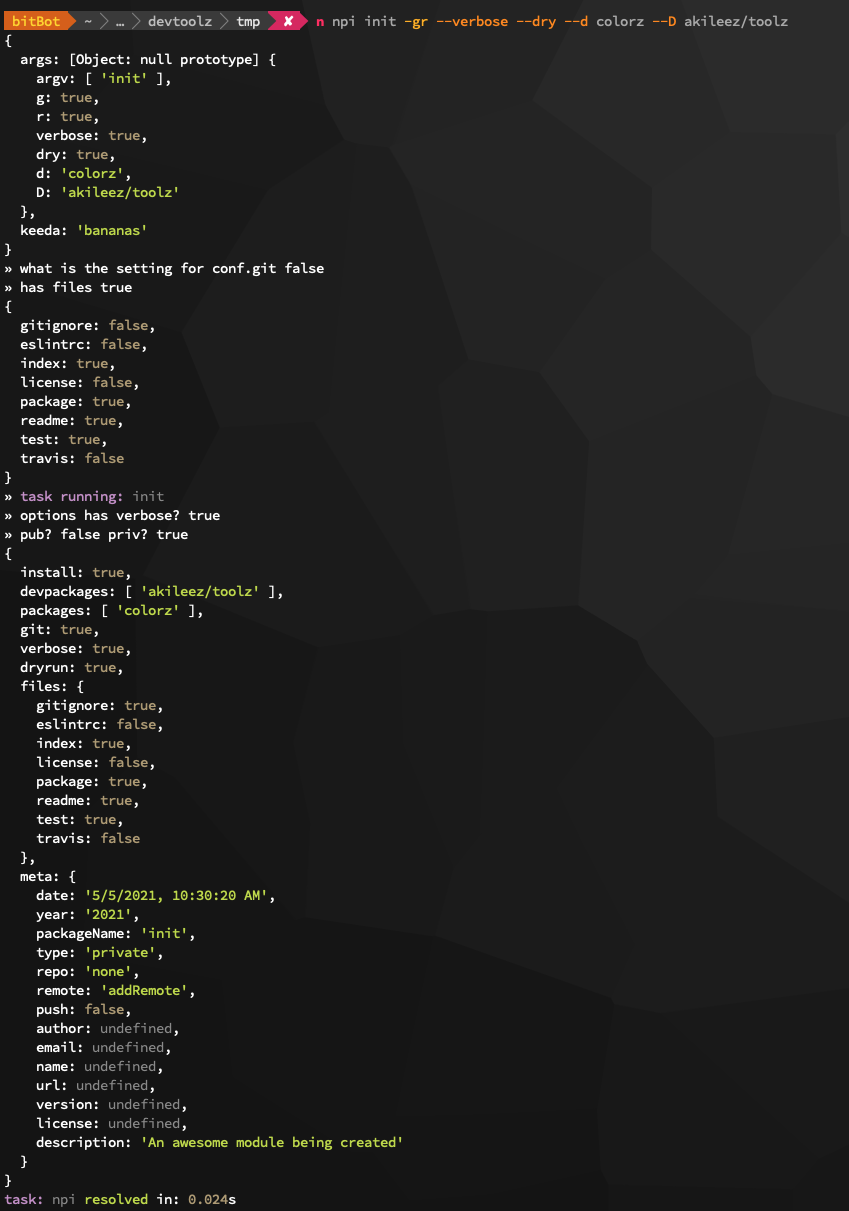 bitBot ~ … devtoolz tmp ✘ n npi init -gr --verbose --dry --d colorz --D akileez/toolz
{
  args: [Object: null prototype] {
    argv: [ 'init' ],
    g: true,
    r: true,
    verbose: true,
    dry: true,
    d: 'colorz',
    D: 'akileez/toolz'
  },
  keeda: 'bananas'
}
» what is the setting for conf.git false
» has files true
{
  gitignore: false,
  eslintrc: false,
  index: true,
  license: false,
  package: true,
  readme: true,
  test: true,
  travis: false
}
» task running: init
» options has verbose? true
» pub? false priv? true
{
  install: true,
  devpackages: [ 'akileez/toolz' ],
  packages: [ 'colorz' ],
  git: true,
  verbose: true,
  dryrun: true,
  files: {
    gitignore: true,
    eslintrc: false,
    index: true,
    license: false,
    package: true,
    readme: true,
    test: true,
    travis: false
  },
  meta: {
    date: '5/5/2021, 10:30:20 AM',
    year: '2021',
    packageName: 'init',
    type: 'private',
    repo: 'none',
    remote: 'addRemote',
    push: false,
    author: undefined,
    email: undefined,
    name: undefined,
    url: undefined,
    version: undefined,
    license: undefined,
    description: 'An awesome module being created'
  }
}
task: npi resolved in: 0.024s